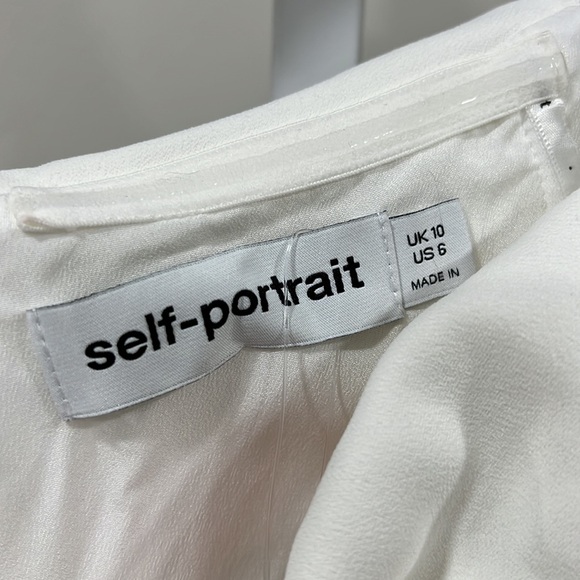 self-portrait
UK 10
US 6
MADE IN